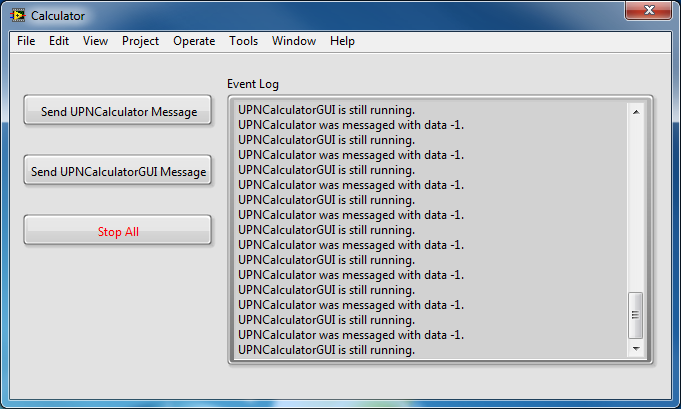 Calculator
File Edit View Project Operate Tools Window Help
Event Log
Send UPNCalculator Message
Send UPNCalculatorGUI Message
Stop All
UPNCalculatorGUI is still running.
UPNCalculator was messaged with data -1.
UPNCalculatorGUI is still running.
UPNCalculator was messaged with data -1.
UPNCalculatorGUI is still running.
UPNCalculator was messaged with data -1.
UPNCalculatorGUI is still running.
UPNCalculator was messaged with data -1.
UPNCalculatorGUI is still running.
UPNCalculator was messaged with data -1.
UPNCalculatorGUI is still running.
UPNCalculator was messaged with data -1.
UPNCalculatorGUI is still running.
UPNCalculator was messaged with data -1.
UPNCalculatorGUI is still running.
UPNCalculator was messaged with data -1.
UPNCalculatorGUI is still running.